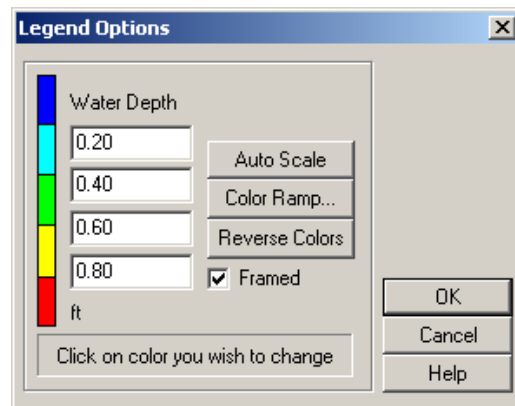 Legend Options
Water Depth
0.20
0.40
0.60
0.80
ft
Auto Scale
Color Ramp...
Reverse Colors
Framed
Click on color you wish to change
OK
Cancel
Help